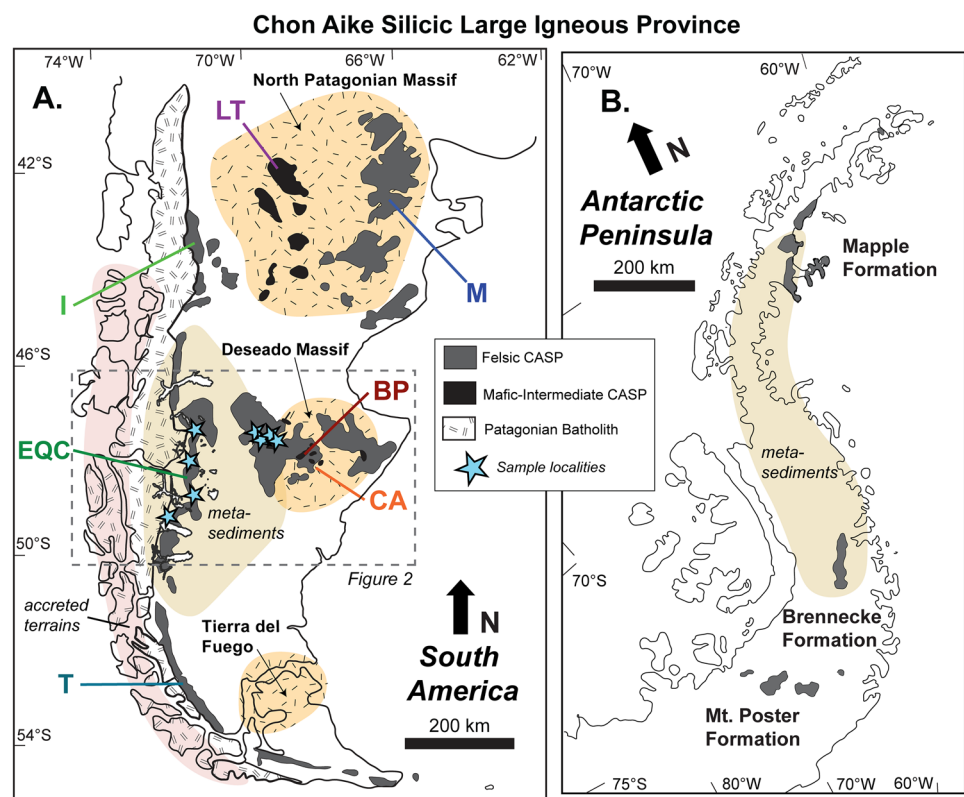 Chon Aike Silicic Large Igneous Province
74°W
70°W
66°W
62°W
A.
North Patagonian Massif
LT
42°S
I
M
46°S
Deseado Massif
BP
EQC
CA
meta-
sediments
50°S
Figure 2
accreted
terrains
Tierra del
Fuego
T
N
South
America
200 km
54°S
Felsic CASP
Mafic-Intermediate CASP
Patagonian Batholith
Sample localities
70°W
60°W
B.
N
Antarctic
Peninsula
200 km
Mapple
Formation
meta-
sediments
70°S
Brennecke
Formation
Mt. Poster
Formation
75°S
80°W
70°W
60°W